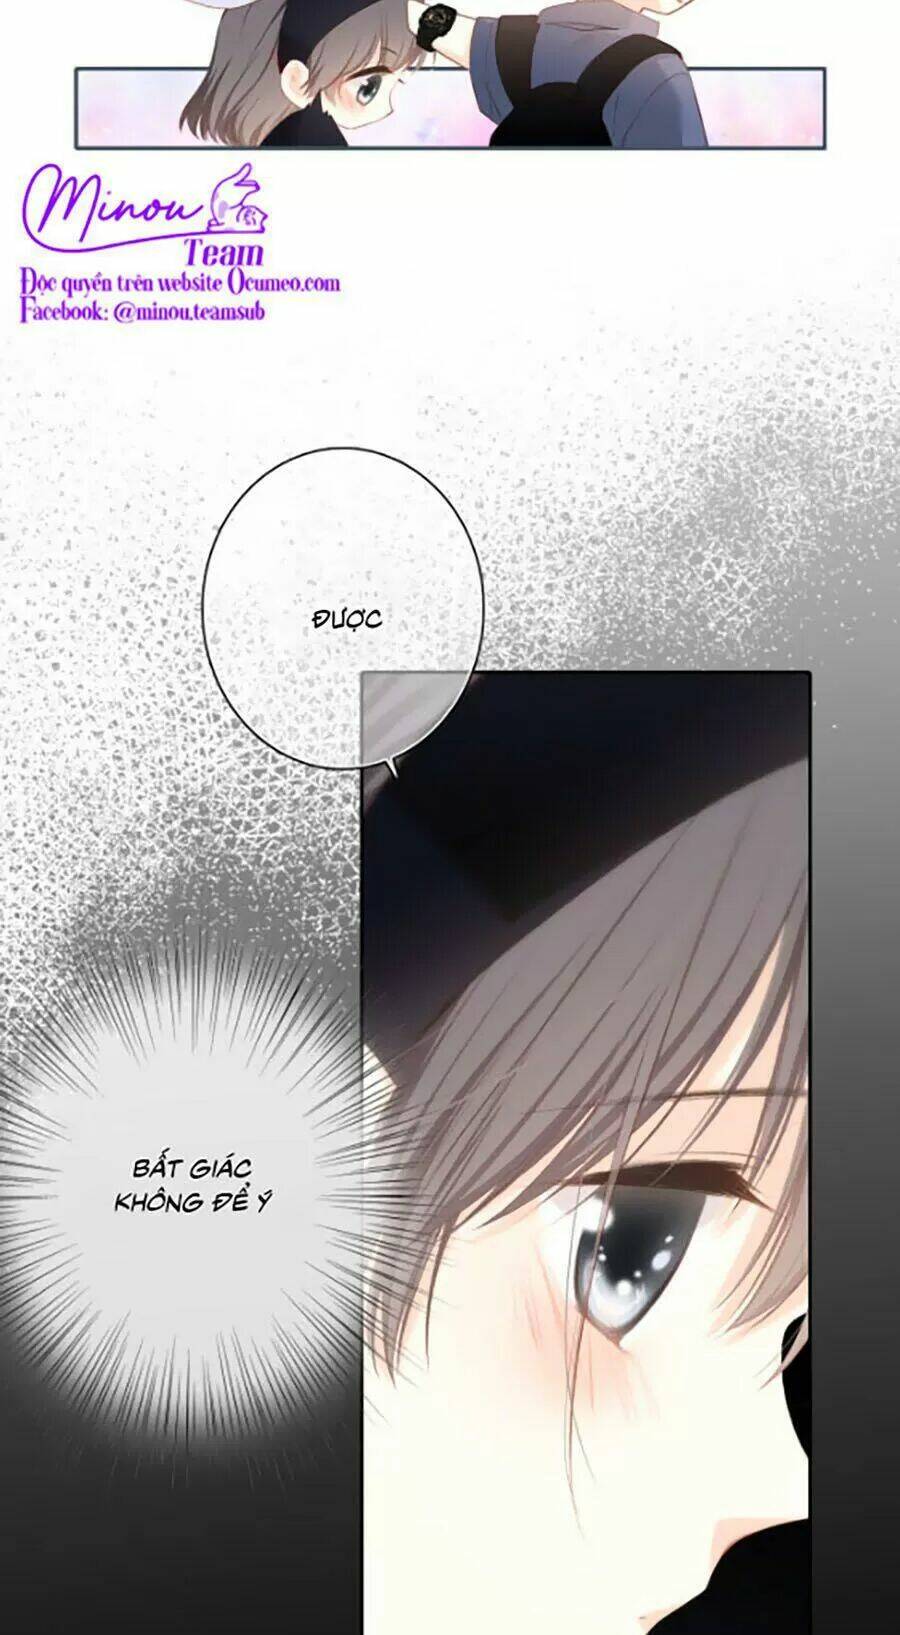 Minou
Team
Độc quyền trên website Ocumeo.com
Facebook: @minou.teamsub
ĐƯỢC
BẤT GIÁC
KHÔNG ĐỂ Ý